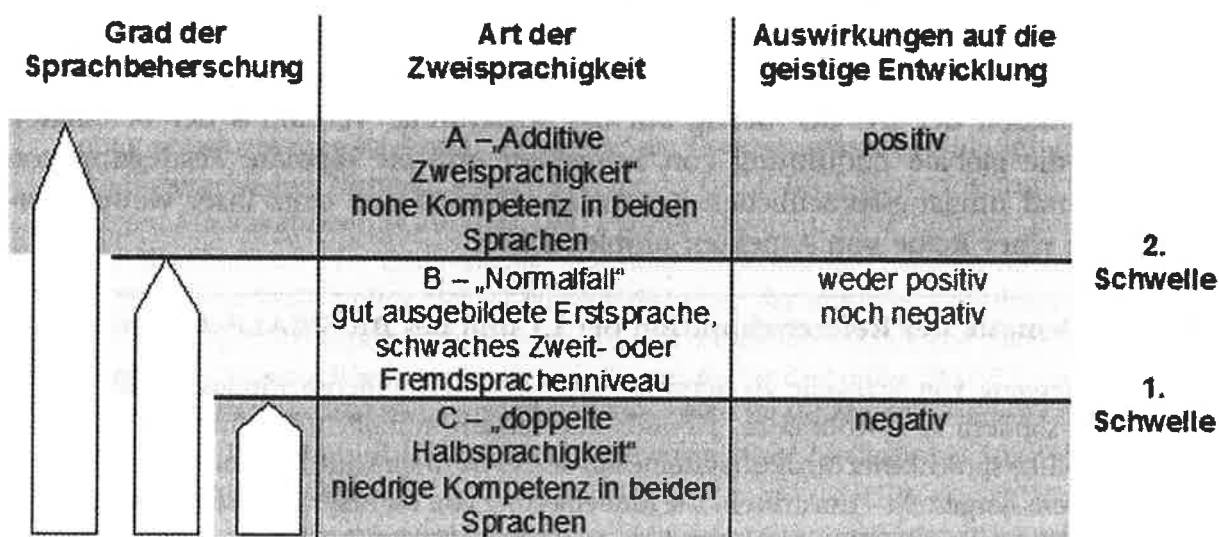 Grad der
Sprachbeherschung
Art der
Zweisprachigkeit
Auswirkungen auf die
geistige Entwicklung
A –„Additive
Zweisprachigkeit“
hohe Kompetenz in beiden
Sprachen
positiv
2.
Schwelle
B – „Normalfall“
gut ausgebildete Erstsprache,
schwaches Zweit- oder
Fremdsprachenniveau
weder positiv
noch negativ
1.
Schwelle
C – „doppelte
Halbsprachigkeit“
niedrige Kompetenz in beiden
Sprachen
negativ